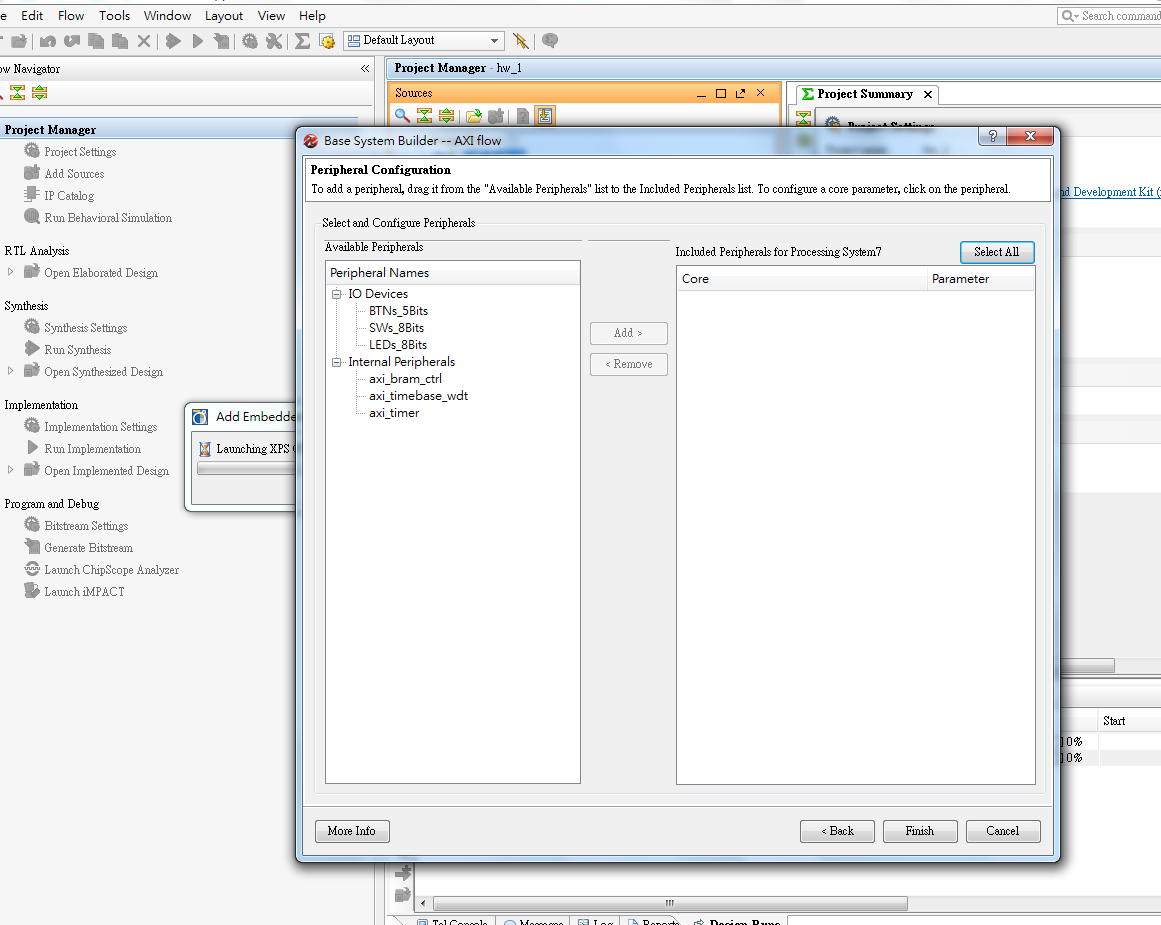 Edit Flow Tools Window Layout View Help
Search command
Default Layout
Navigator
Project Manager - hw_1
Sources
Project Summary
Project Manager
Project Settings
Add Sources
IP Catalog
Run Behavioral Simulation
RTL Analysis
Open Elaborated Design
Synthesis
Synthesis Settings
Run Synthesis
Open Synthesized Design
Implementation
Implementation Settings
Run Implementation
Open Implemented Design
Program and Debug
Bitstream Settings
Generate Bitstream
Launch ChipScope Analyzer
Launch iMPACT
Add Embedde
Launching XPS
Base System Builder -- AXI flow
Peripheral Configuration
To add a peripheral, drag it from the "Available Peripherals" list to the Included Peripherals list. To configure a core parameter, click on the peripheral.
Select and Configure Peripherals
Available Peripherals
Peripheral Names
IO Devices
BTNs_5Bits
SWs_8Bits
LEDs_8Bits
Internal Peripherals
axi_bram_ctrl
axi_timebase_wdt
axi_timer
Add >
< Remove
Included Peripherals for Processing System7
Select All
Core Parameter
More Info
< Back
Finish
Cancel
Development Kit
Start
0%
0%
Tcl Console Messages Log Reports Design Runs